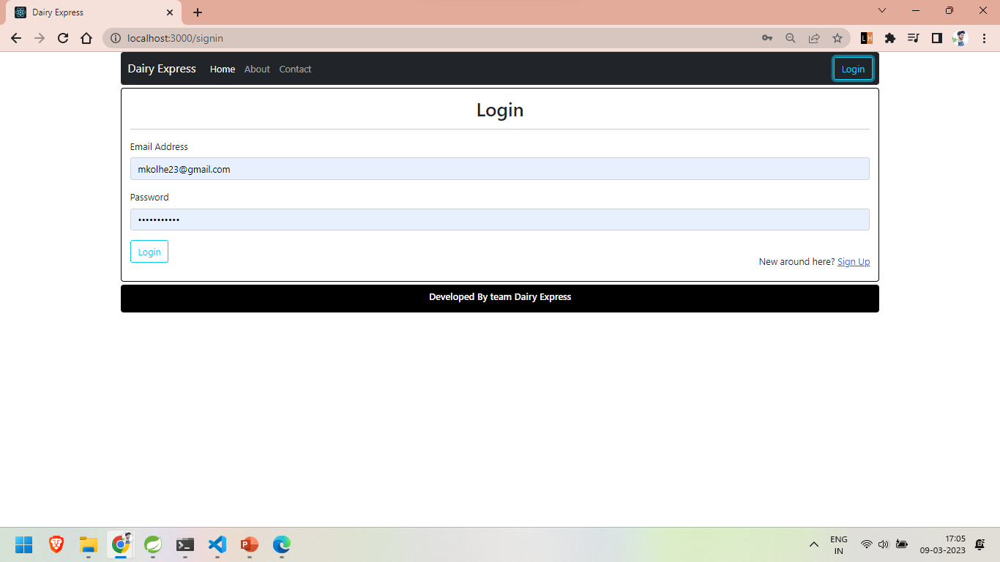 Dairy Express
localhost:3000/signin
L H
Dairy Express Home About Contact Login
Login
Email Address
mkolhe23@gmail.com
Password
•••••••••••
Login
New around here? Sign Up
Developed By team Dairy Express
ENG
IN
17:05
09-03-2023